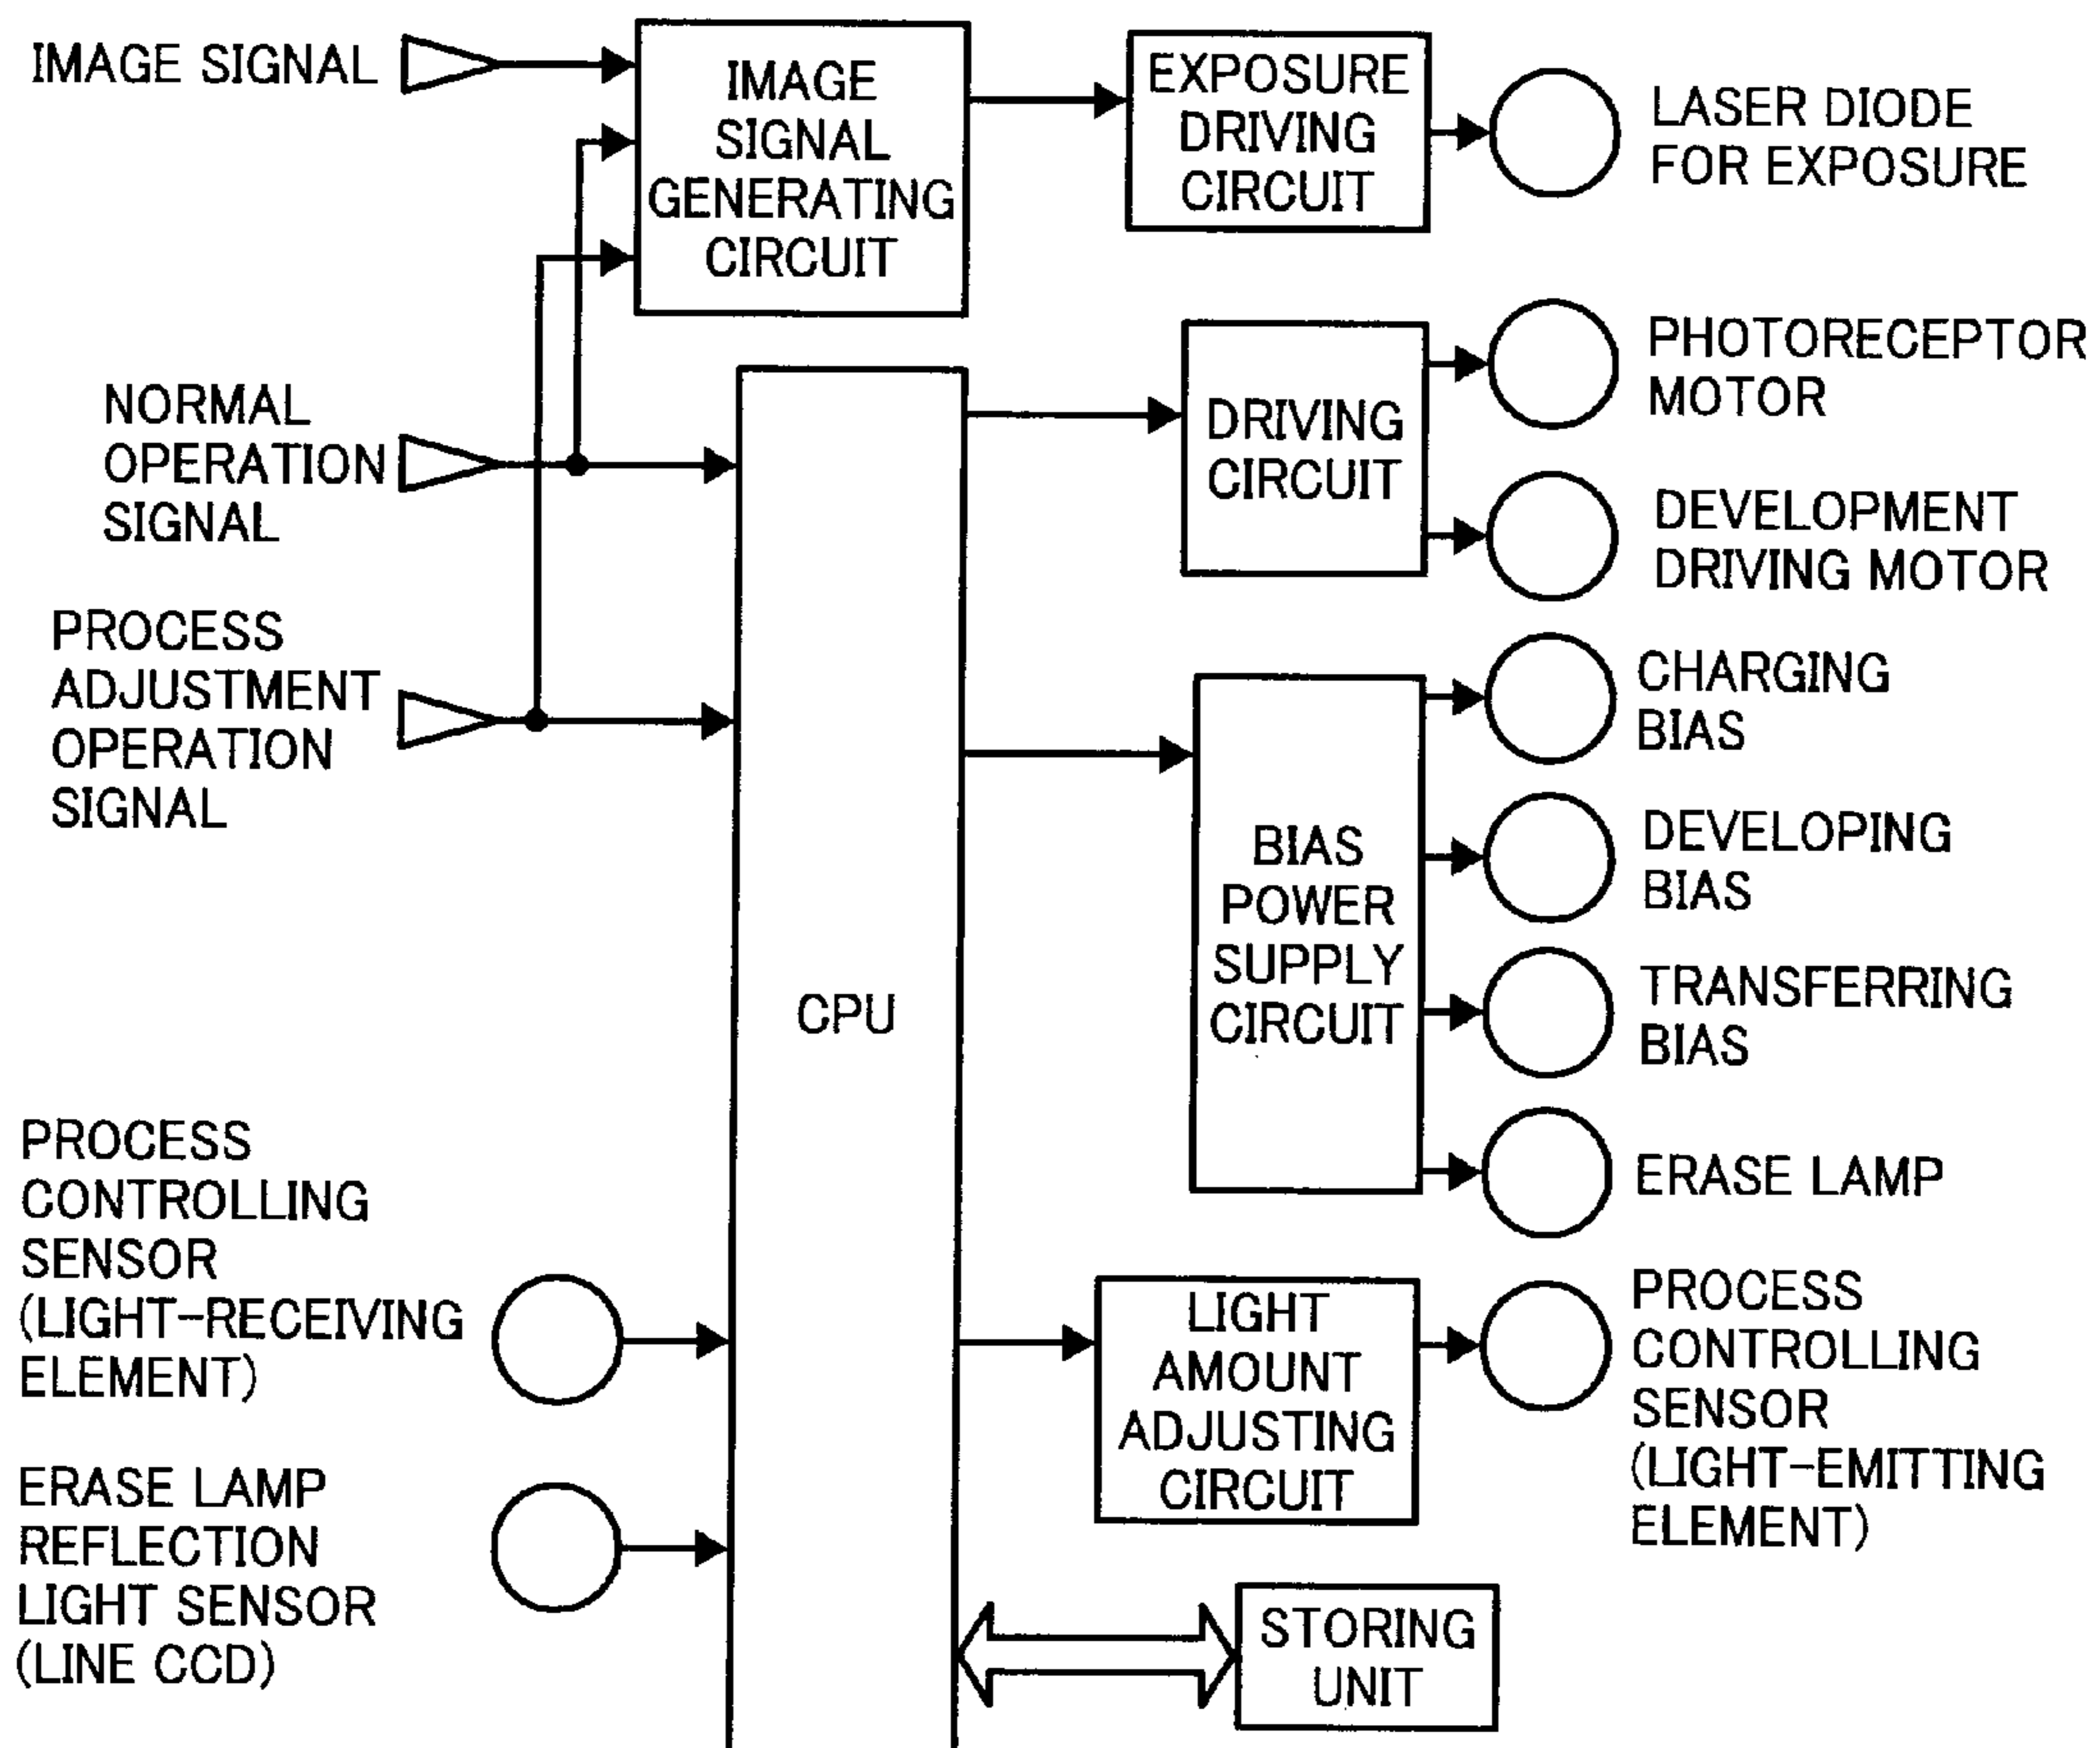 IMAGE SIGNAL
IMAGE
SIGNAL
GENERATING
CIRCUIT
EXPOSURE
DRIVING
CIRCUIT
LASER DIODE
FOR EXPOSURE
NORMAL
OPERATION
SIGNAL
PROCESS
ADJUSTMENT
OPERATION
SIGNAL
CPU
DRIVING
CIRCUIT
PHOTORECEPTOR
MOTOR
DEVELOPMENT
DRIVING MOTOR
BIAS
POWER
SUPPLY
CIRCUIT
CHARGING
BIAS
DEVELOPING
BIAS
TRANSFERRING
BIAS
ERASE LAMP
PROCESS
CONTROLLING
SENSOR
(LIGHT-RECEIVING
ELEMENT)
LIGHT
AMOUNT
ADJUSTING
CIRCUIT
PROCESS
CONTROLLING
SENSOR
(LIGHT-EMITTING
ELEMENT)
ERASE LAMP
REFLECTION
LIGHT SENSOR
(LINE CCD)
STORING
UNIT